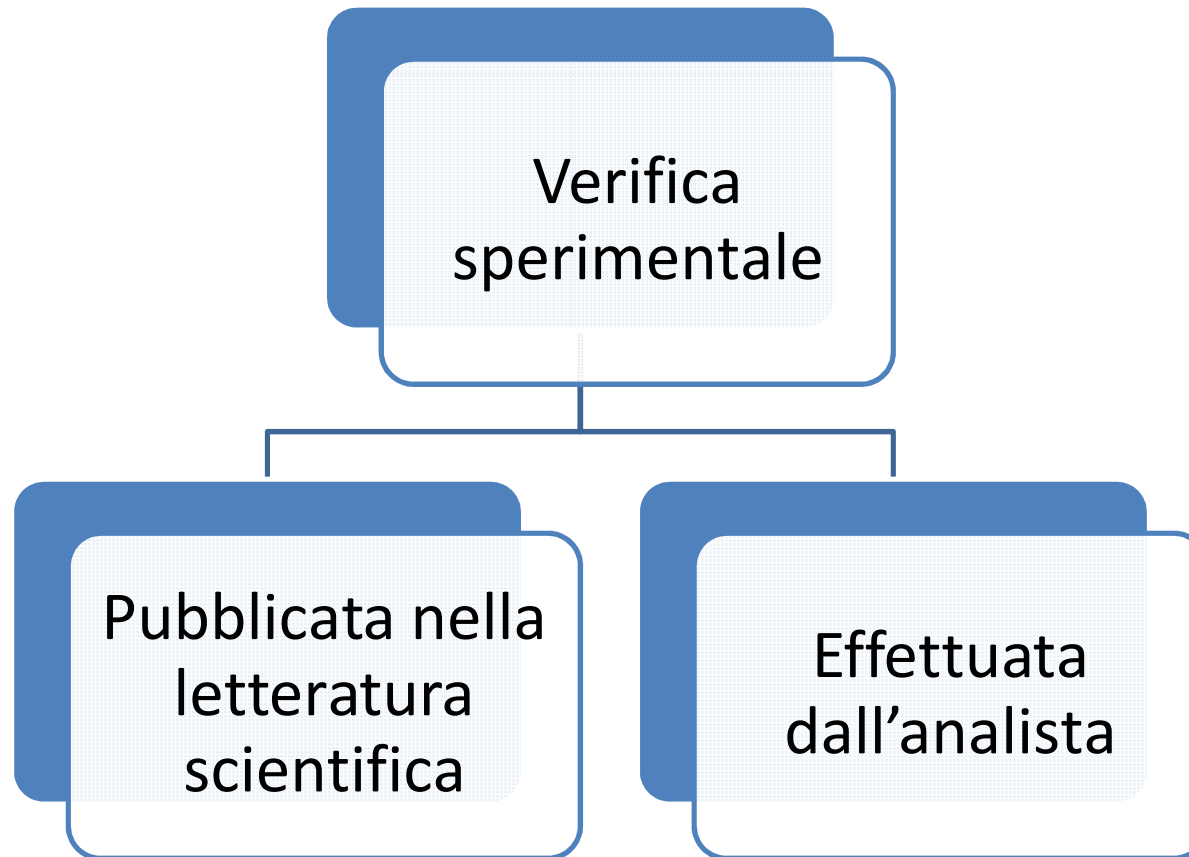 Verifica
sperimentale
Pubblicata nella
letteratura
scientifica
Effettuata
dall’analista